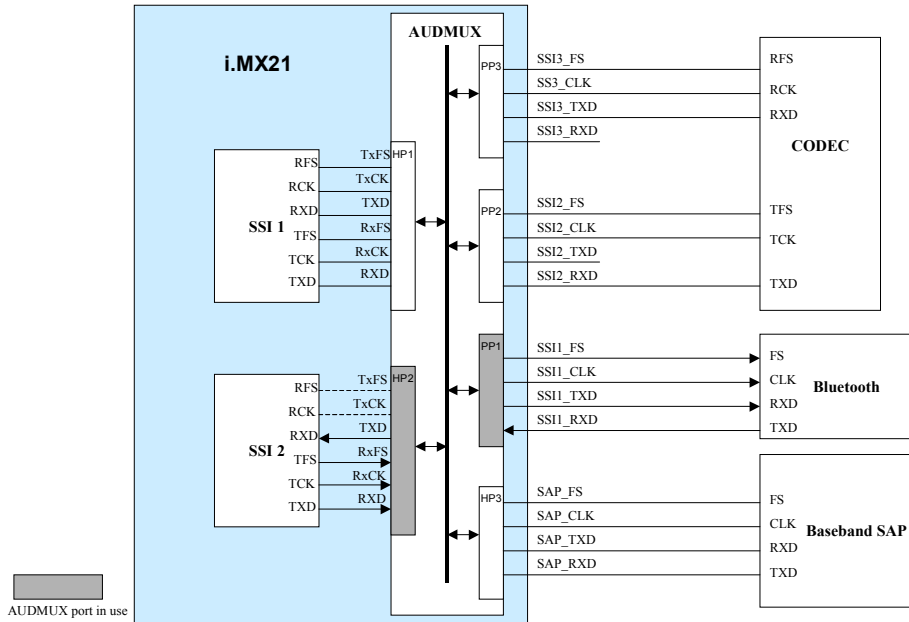 AUDMUX
i.MX21
PP3
SSI3_FS
SS3_CLK
SSI3_TXD
SSI3_RXD
RFS
RCK
RXD
CODEC
TFS
TCK
TXD
HP1
TxFS
TxCK
TXD
RxFS
RxCK
RXD
RFS
RCK
RXD
TFS
TCK
TXD
SSI 1
PP2
SSI2_FS
SSI2_CLK
SSI2_TXD
SSI2_RXD
PP1
SSI1_FS
SSI1_CLK
SSI1_TXD
SSI1_RXD
FS
CLK
RXD
TXD
Bluetooth
HP2
TxFS
TxCK
TXD
RxFS
RxCK
RXD
RFS
RCK
RXD
TFS
TCK
TXD
SSI 2
HP3
SAP_FS
SAP_CLK
SAP_TXD
SAP_RXD
FS
CLK
RXD
TXD
Baseband SAP
AUDMUX port in use